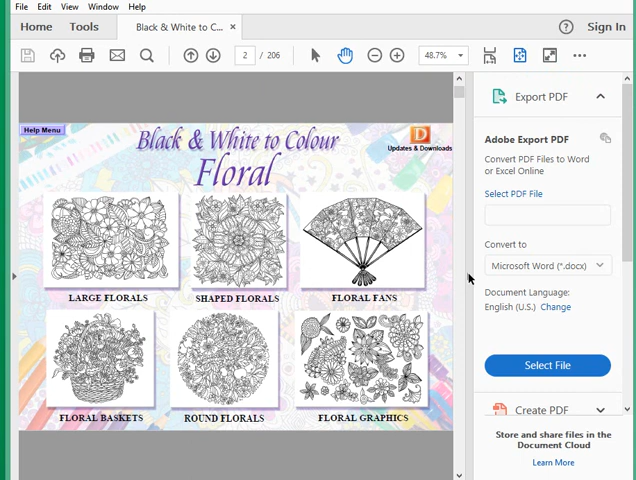 File Edit View Window Help
Home Tools Black & White to C... × ? Sign In
2 / 206 48.7%
Export PDF
Help Menu
Black & White to Colour
Floral
D
Updates & Downloads
Adobe Export PDF
Convert PDF Files to Word
or Excel Online
Select PDF File
Convert to
Microsoft Word (*.docx)
Document Language:
English (U.S.) Change
LARGE FLORALS SHAPED FLORALS FLORAL FANS
Select File
FLORAL BASKETS ROUND FLORALS FLORAL GRAPHICS
Create PDF
Store and share files in the
Document Cloud
Learn More